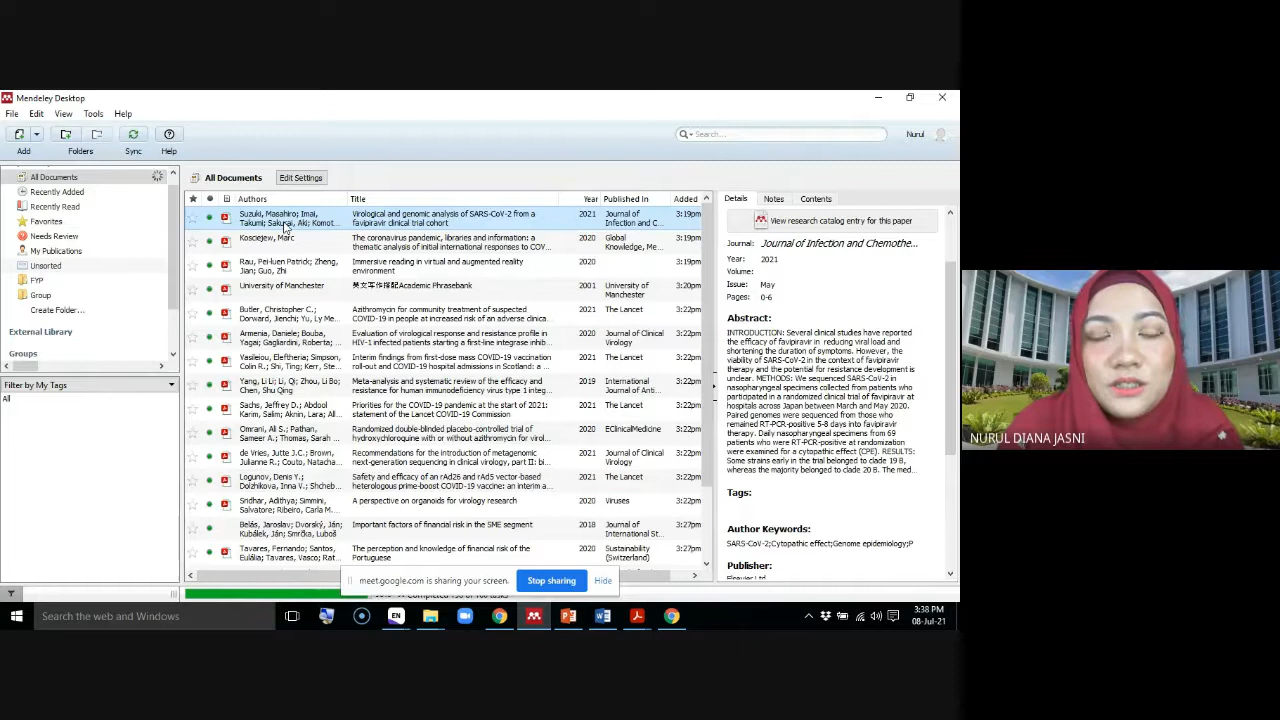 Mendeley Desktop
File Edit View Tools Help
Add Folders Sync Help
Search...
Nurul
All Documents
Recently Added
Recently Read
Favorites
Needs Review
My Publications
Unsorted
FYP
Group
Create Folder...
External Library
Groups
Filter by My Tags
All
All Documents Edit Settings
Authors Title Year Published In Added
Suzuki, Masahiro; Imai, Virological and genomic analysis of SARS-CoV-2 from a 2021 Journal of 3:19pm
Takumi; Sakurai, Aki; Komot... favipiravir clinical trial cohort Infection and C...
Kosciejew, Marc The coronavirus pandemic, libraries and information: a 2020 Global 3:19pm
thematic analysis of initial international responses to COV... Knowledge, Me...
Rau, Pei-luen Patrick; Zheng, Immersive reading in virtual and augmented reality 2020 3:19pm
Jian; Guo, Zhi environment
University of Manchester 英文写作搭配Academic Phrasebank 2001 University of 3:20pm
Manchester
Butler, Christopher C.; Azithromycin for community treatment of suspected 2021 The Lancet 3:22pm
Dorward, Jienchi; Yu, Ly Me... COVID-19 in people at increased risk of an adverse clinica...
Armenia, Daniele; Bouba, Evaluation of virological response and resistance profile in 2020 Journal of Clinical 3:22pm
Yagai; Gagliardini, Roberta; ... HIV-1 infected patients starting a first-line integrase inhib... Virology
Vasileiou, Eleftheria; Simpson, Interim findings from first-dose mass COVID-19 vaccination 2021 The Lancet 3:22pm
Colin R.; Shi, Ting; Kerr, Ste... roll-out and COVID-19 hospital admissions in Scotland: a ...
Yang, Li Li; Li, Qi; Zhou, Li Bo; Meta-analysis and systematic review of the efficacy and 2019 International 3:22pm
Chen, Shu Qing resistance for human immunodeficiency virus type 1 integ... Journal of Anti...
Sachs, Jeffrey D.; Abdool Priorities for the COVID-19 pandemic at the start of 2021: 2021 The Lancet 3:22pm
Karim, Salim; Aknin, Lara; All... statement of the Lancet COVID-19 Commission
Omrani, Ali S.; Pathan, Randomized double-blinded placebo-controlled trial of 2020 EClinicalMedicine 3:22pm
Sameer A.; Thomas, Sarah ... hydroxychloroquine with or without azithromycin for virol...
de Vries, Jutte J.C.; Brown, Recommendations for the introduction of metagenomic 2021 Journal of Clinical 3:22pm
Julianne R.; Couto, Natacha... next-generation sequencing in clinical virology, part II: bi... Virology
Logunov, Denis Y.; Safety and efficacy of an rAd26 and rAd5 vector-based 2021 The Lancet 3:22pm
Dolzhikova, Inna V.; Shcheb... heterologous prime-boost COVID-19 vaccine: an interim a...
Sridhar, Adithya; Simmini, A perspective on organoids for virology research 2020 Viruses 3:22pm
Salvatore; Ribeiro, Carla M...
Belás, Jaroslav; Dvorský, Ján; Important factors of financial risk in the SME segment 2018 Journal of 3:27pm
Kubálek, Ján; Smrčka, Luboš International St...
Tavares, Fernando; Santos, The perception and knowledge of financial risk of the 2020 Sustainability 3:27pm
Eulália; Tavares, Vasco; Rat... Portuguese (Switzerland)
Details Notes Contents
View research catalog entry for this paper
Journal: Journal of Infection and Chemothe...
Year: 2021
Volume:
Issue: May
Pages: 0-6
Abstract:
INTRODUCTION: Several clinical studies have reported
the efficacy of favipiravir in reducing viral load and
shortening the duration of symptoms. However, the
viability of SARS-CoV-2 in the context of favipiravir
therapy and the potential for resistance development is
unclear. METHODS: We sequenced SARS-CoV-2 in
nasopharyngeal specimens collected from patients who
participated in a clinical trial of favipiravir at
hospitals across Japan between March and May 2020.
Paired genomes were sequenced from those who
remained RT-PCR-positive 5-8 days into favipiravir
therapy. Daily nasopharyngeal specimens from 69
patients who were RT-PCR-positive at randomization
were examined for a cytopathic effect (CPE). RESULTS:
Some strains early in the trial belonged to clade 19 B,
whereas the majority belonged to clade 20 B. The med...
Tags:
Author Keywords:
SARS-CoV-2;Cytopathic effect;Genome epidemiology;P
Publisher:
Elsevier Ltd
meet.google.com is sharing your screen. Stop sharing Hide
Search the web and Windows
EN
3:38 PM
08-Jul-21
NURUL DIANA JASNI